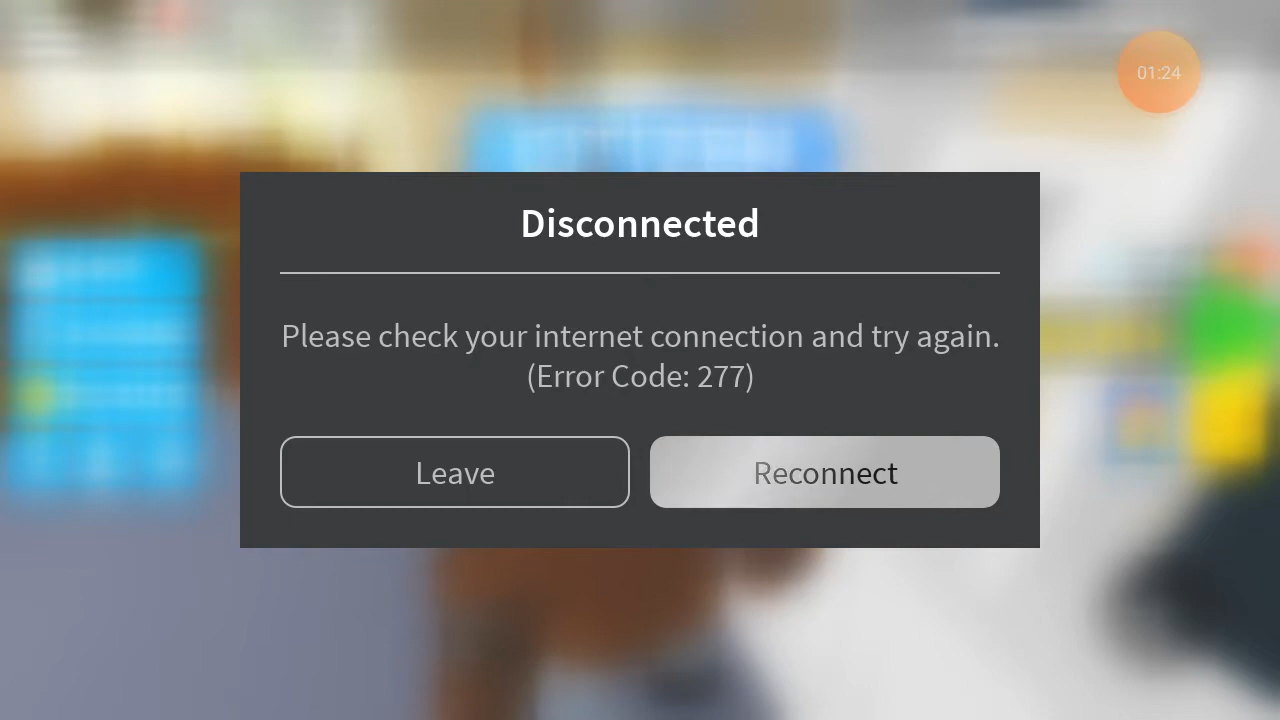 01:24
Disconnected
Please check your internet connection and try again.
(Error Code: 277)
Leave
Reconnect